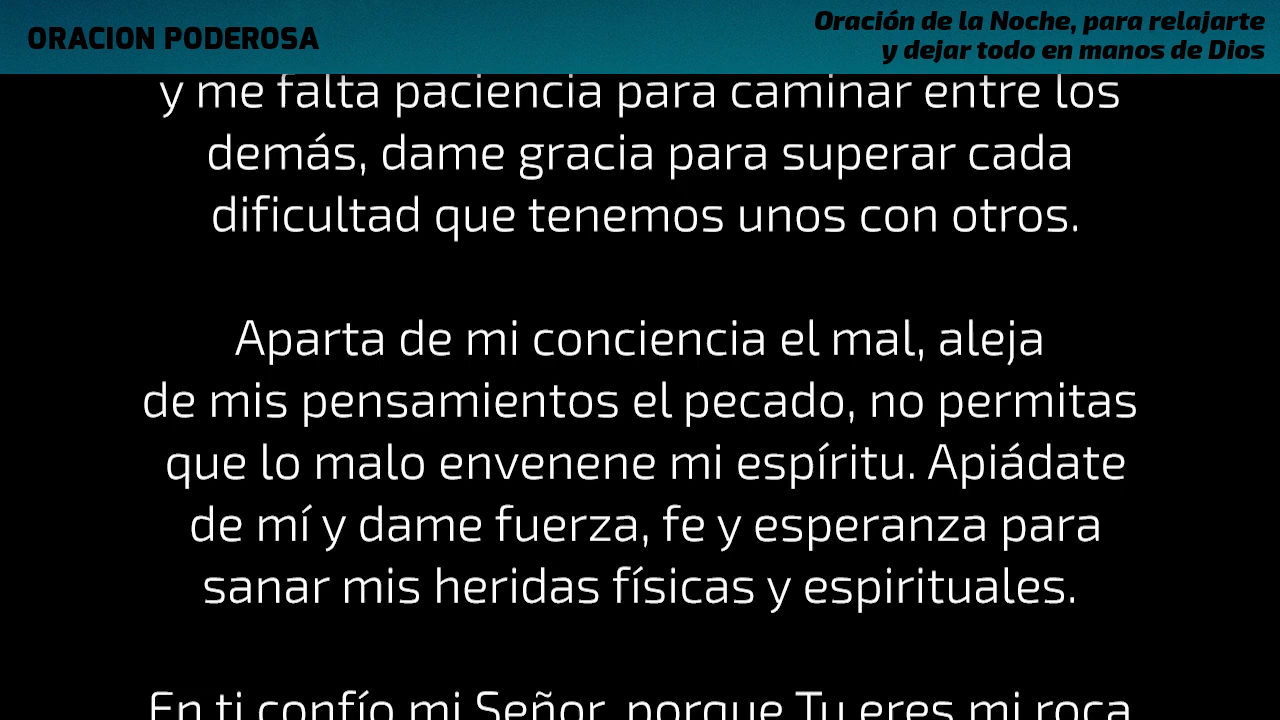 ORACION PODEROSA
Oración de la Noche, para relajarte
y dejar todo en manos de Dios
y me falta paciencia para caminar entre los
demás, dame gracia para superar cada
dificultad que tenemos unos con otros.
Aparta de mi conciencia el mal, aleja
de mis pensamientos el pecado, no permitas
que lo malo envenene mi espíritu. Apiádate
de mí y dame fuerza, fe y esperanza para
sanar mis heridas físicas y espirituales.
En ti confío mi Señor, porque Tu eres mi roca